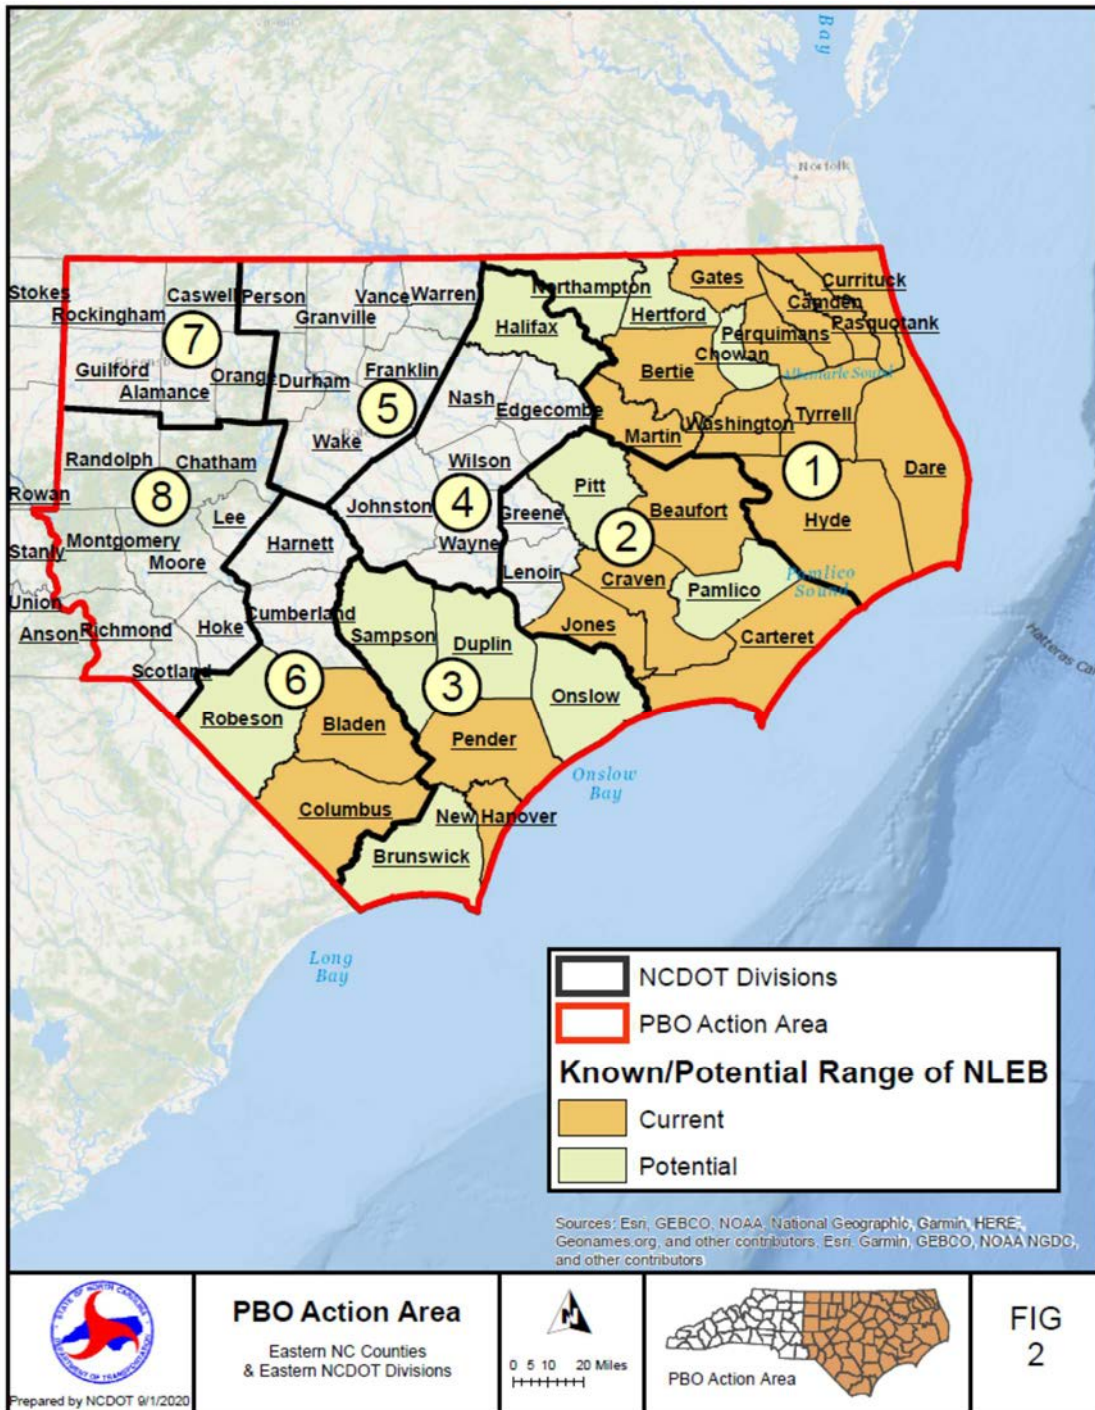 Bay
Norfolk
Stokes
Rockingham
Caswell
Person
Vance
Warren
Granville
Northampton
Gates
Currituck
Camden
Hertford
Halifax
Pasquotank
Perquimans
Chowan
7
Guilford
Alamance
Orange
Durham
Franklin
Nash
Edgecombe
Bertie
Albemarle Sound
5
Wake
Washington
Tyrrell
Martin
Dare
1
Randolph
Chatham
Wilson
Pitt
Beaufort
Hyde
8
Rowan
Lee
Johnston
4
Greene
Wayne
2
Stanly
Montgomery
Moore
Harnett
Lenoir
Craven
Pamlico
Pamlico Sound
Union
Anson
Richmond
Hoke
Cumberland
Sampson
Duplin
Jones
Carteret
Scotland
6
3
Onslow
Robeson
Bladen
Pender
Onslow Bay
Columbus
New Hanover
Brunswick
Long Bay
NCDOT Divisions
PBO Action Area
Known/Potential Range of NLEB
Current
Potential
Sources: Esri, GEBCO, NOAA, National Geographic, Garmin, HERE,
Geonames.org, and other contributors, Esri, Garmin, GEBCO, NOAA NGDC,
and other contributors
STATE OF NORTH CAROLINA
DEPARTMENT OF TRANSPORTATION
Prepared by NCDOT 9/1/2020
PBO Action Area
Eastern NC Counties
& Eastern NCDOT Divisions
N
0 5 10 20 Miles
PBO Action Area
FIG
2